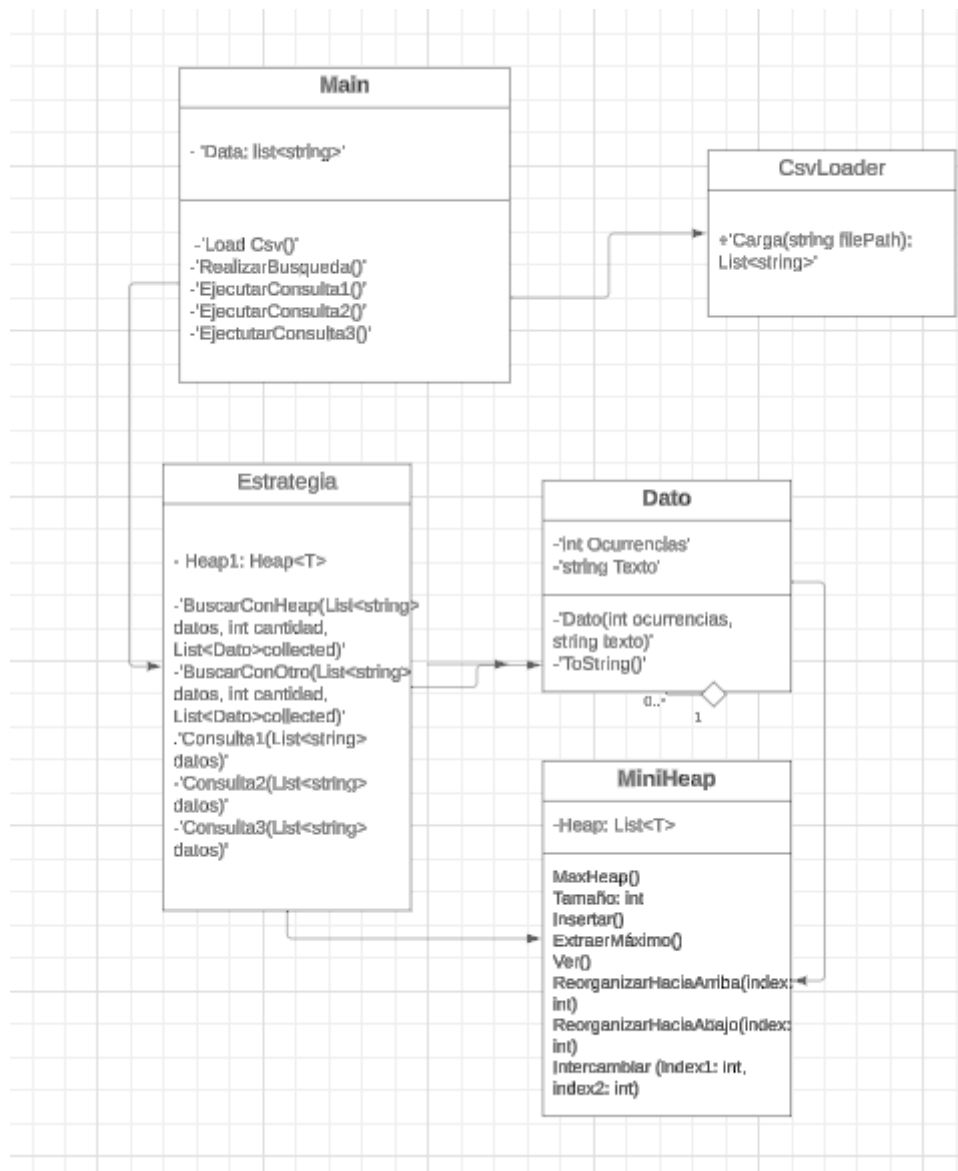 Main
- 'Data: list<string>'
-'Load Csv()'
-'RealizarBusqueda()'
-'EjecutarConsulta1()'
-'EjecutarConsulta2()'
-'EjectutarConsulta3()'
CsvLoader
+'Carga(string filePath):
List<string>'
Estrategia
- Heap1: Heap<T>
-'BuscarConHeap(List<string>
datos, int cantidad,
List<Dato>collected)'
-'BuscarConOtro(List<string>
datos, int cantidad,
List<Dato>collected)'
.'Consulta1(List<string>
datos)'
-'Consulta2(List<string>
datos)'
-'Consulta3(List<string>
datos)'
Dato
-'int Ocurrencias'
-'string Texto'
-'Dato(int ocurrencias,
string texto)'
-'ToString()'
0..*
1
MiniHeap
-Heap: List<T>
MaxHeap()
Tamaño: int
Insertar()
ExtraerMáximo()
Ver()
ReorganizarHaciaArriba(index:
int)
ReorganizarHaciaAbajo(index:
int)
Intercambiar (index1: int,
index2: int)